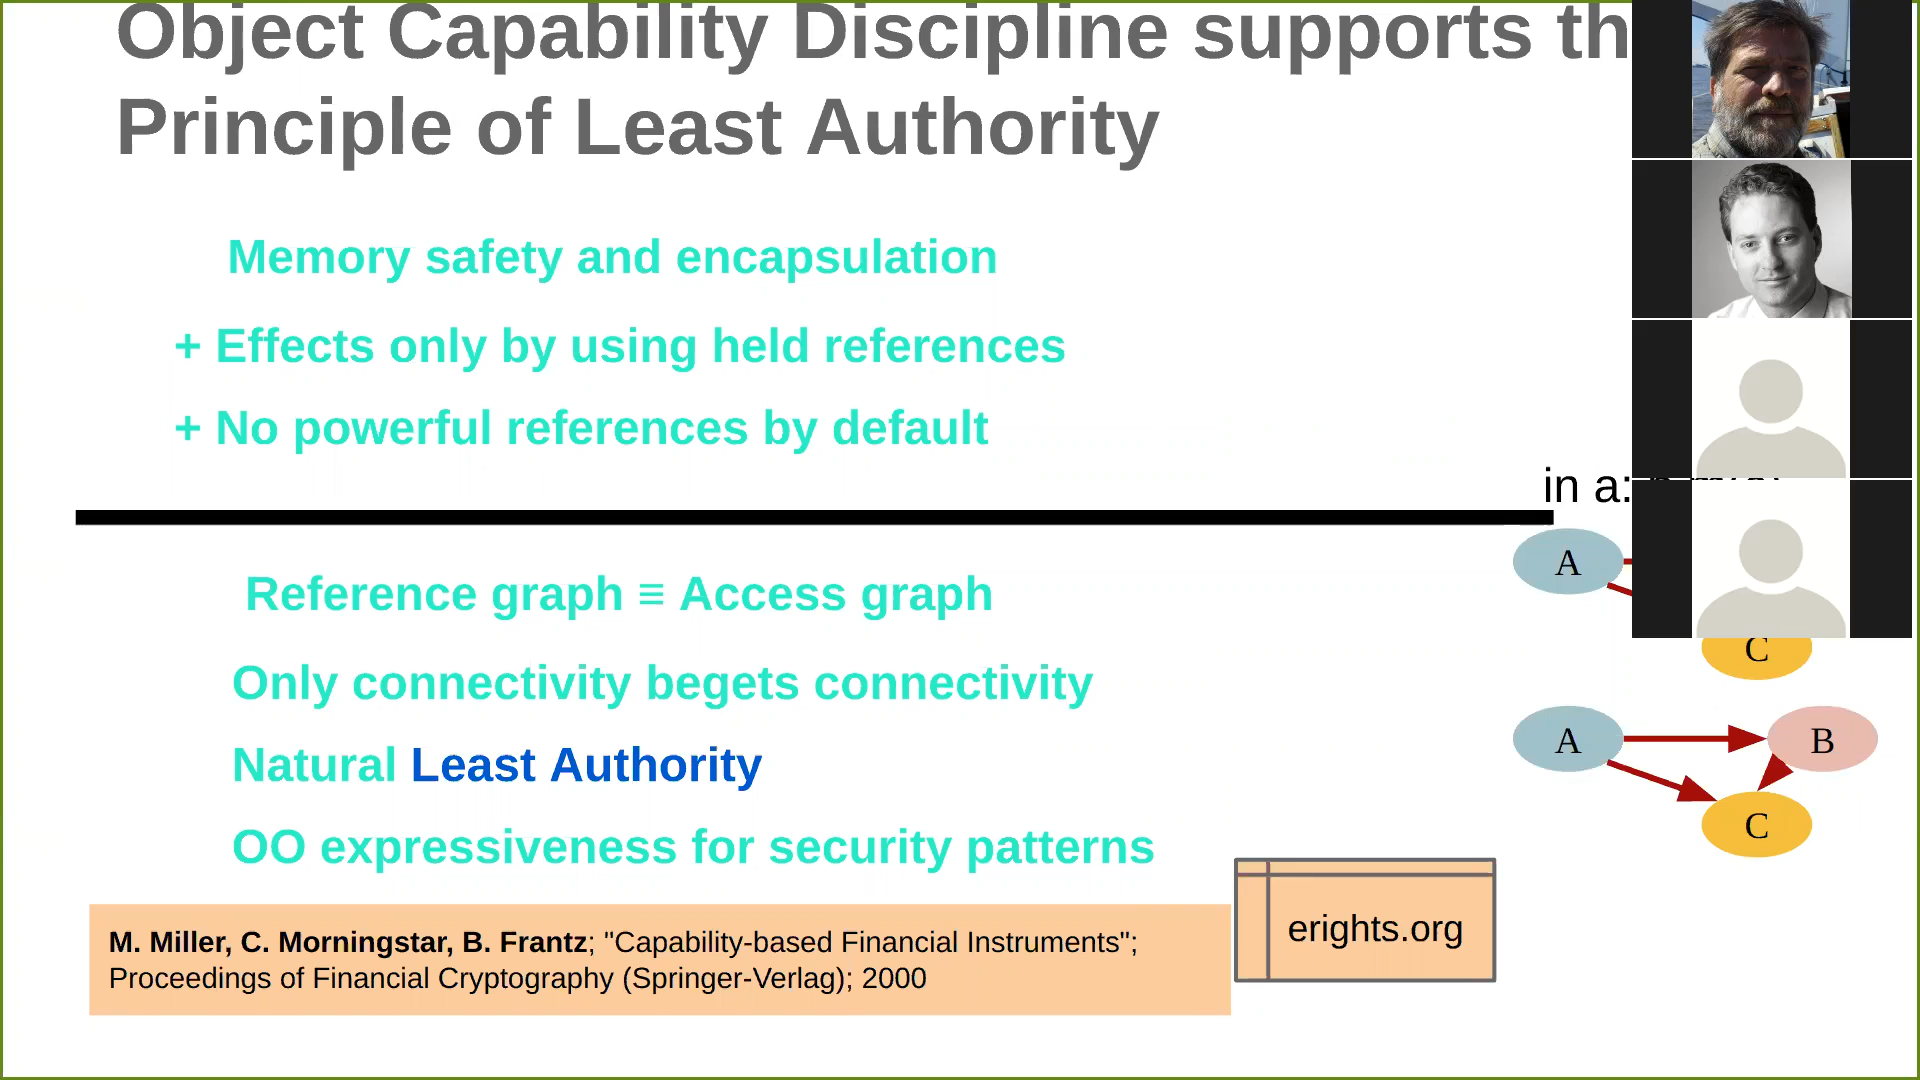 Object Capability Discipline supports th
Principle of Least Authority
Memory safety and encapsulation
+ Effects only by using held references
+ No powerful references by default
in a:
A
Reference graph ≡ Access graph
C
Only connectivity begets connectivity
A
B
Natural Least Authority
C
OO expressiveness for security patterns
erights.org
M. Miller, C. Morningstar, B. Frantz; "Capability-based Financial Instruments";
Proceedings of Financial Cryptography (Springer-Verlag); 2000